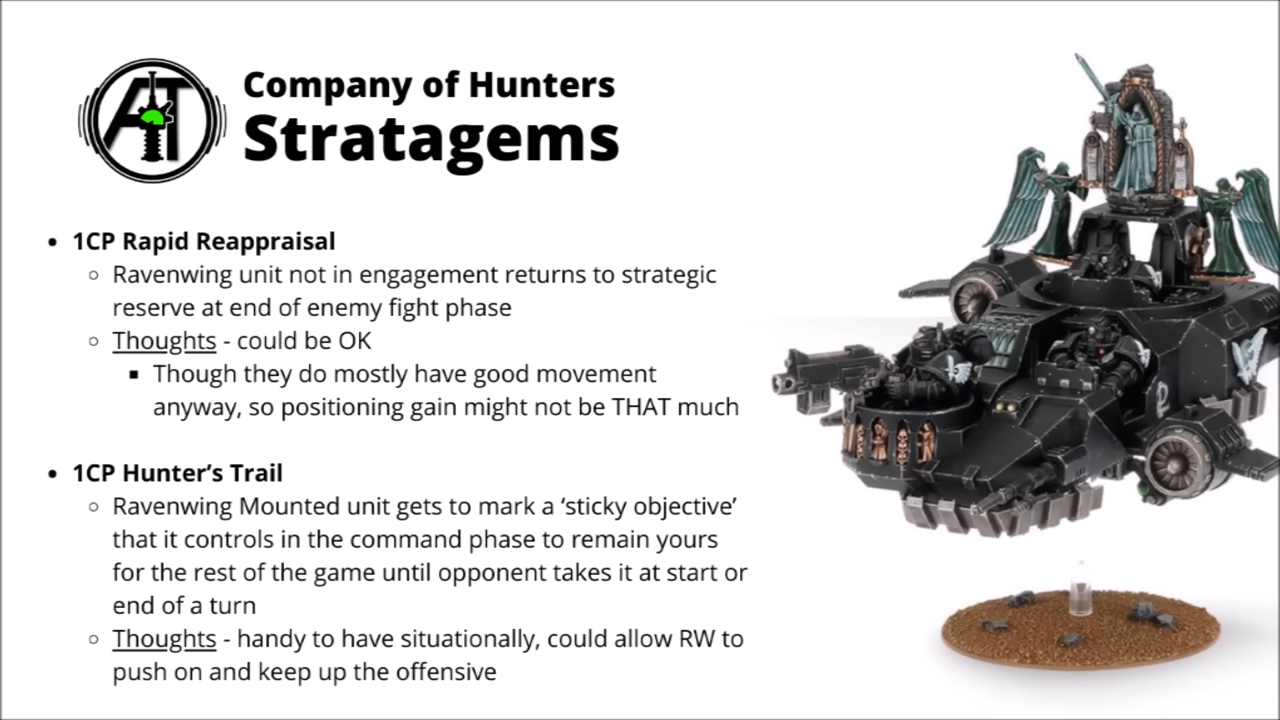 AT
Company of Hunters
Stratagems
• 1CP Rapid Reappraisal
○ Ravenwing unit not in engagement returns to strategic
reserve at end of enemy fight phase
○ Thoughts - could be OK
▪ Though they do mostly have good movement
anyway, so positioning gain might not be THAT much
• 1CP Hunter’s Trail
○ Ravenwing Mounted unit gets to mark a ‘sticky objective’
that it controls in the command phase to remain yours
for the rest of the game until opponent takes it at start or
end of a turn
○ Thoughts - handy to have situationally, could allow RW to
push on and keep up the offensive